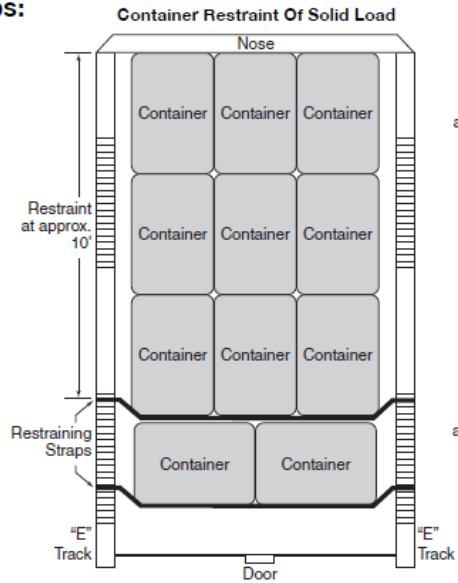 Container Restraint Of Solid Load
Nose
Container Container Container
Restraint
at approx.
10'
Container Container Container
Container Container Container
Restraining
Straps
Container Container
"E"
Track
"E"
Track
Door